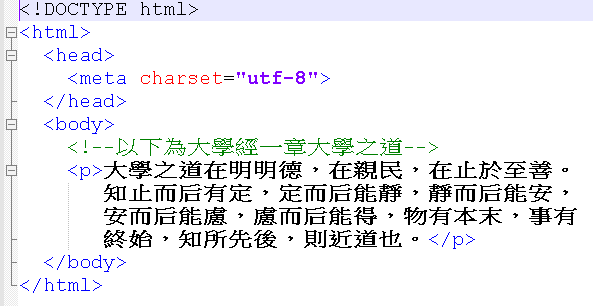 <!DOCTYPE html>
<html>
<head>
<meta charset="utf-8">
</head>
<body>
<!--以下為大學經一章大學之道-->
<p>大學之道在明明德，在親民，在止於至善。
知止而后有定，定而后能靜，靜而后能安，
安而后能慮，慮而后能得，物有本末，事有
終始，知所先後，則近道也。</p>
</body>
</html>